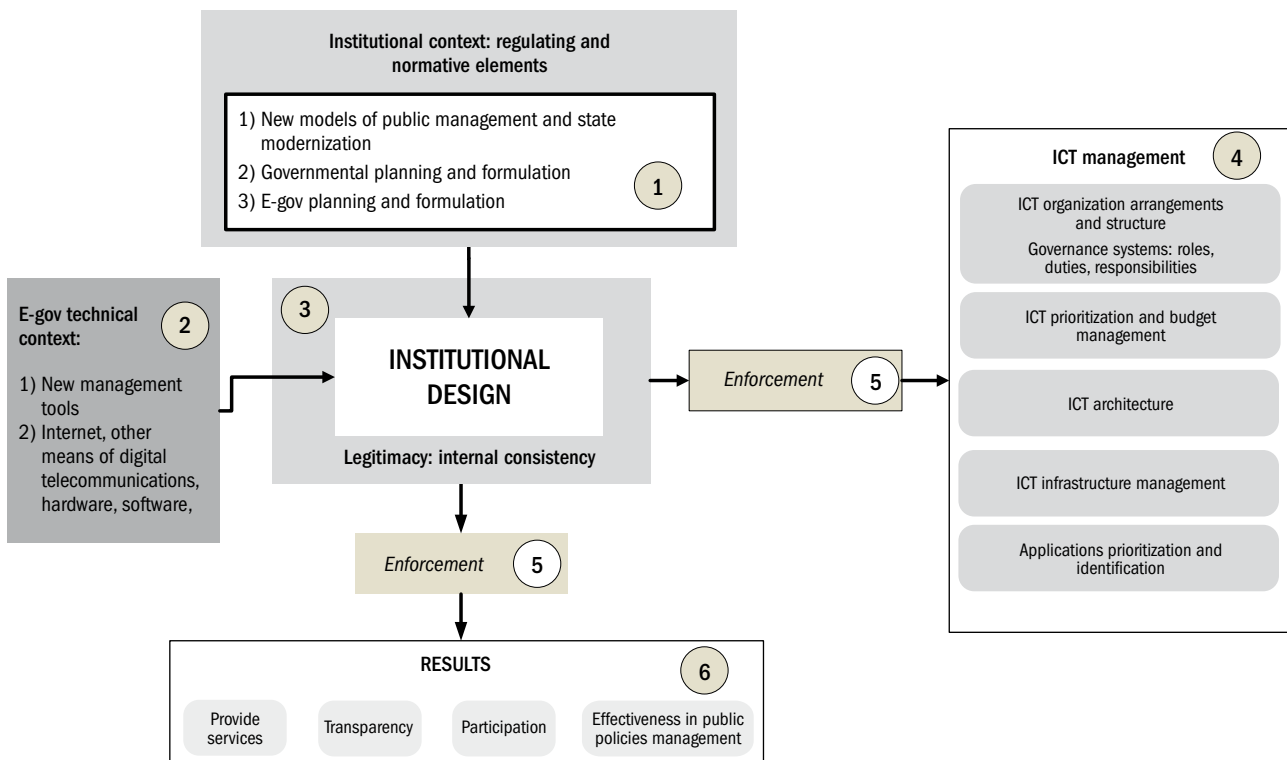 Institutional context: regulating and
normative elements
1) New models of public management and state
modernization
2) Governmental planning and formulation
3) E-gov planning and formulation
1
E-gov technical
context:
2
1) New management
tools
2) Internet, other
means of digital
telecommunications,
hardware, software,
3
INSTITUTIONAL
DESIGN
Legitimacy: internal consistency
Enforcement
5
ICT management
4
ICT organization arrangements
and structure
Governance systems: roles,
duties, responsibilities
ICT prioritization and budget
management
ICT architecture
ICT infrastructure management
Applications prioritization and
identification
Enforcement
5
RESULTS
6
Provide
services
Transparency
Participation
Effectiveness in public
policies management